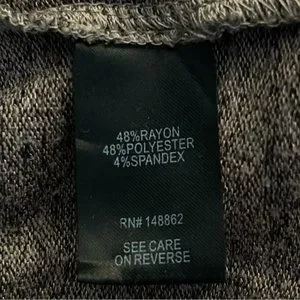 48%RAYON
48%POLYESTER
4%SPANDEX
RN# 148862
SEE CARE
ON REVERSE